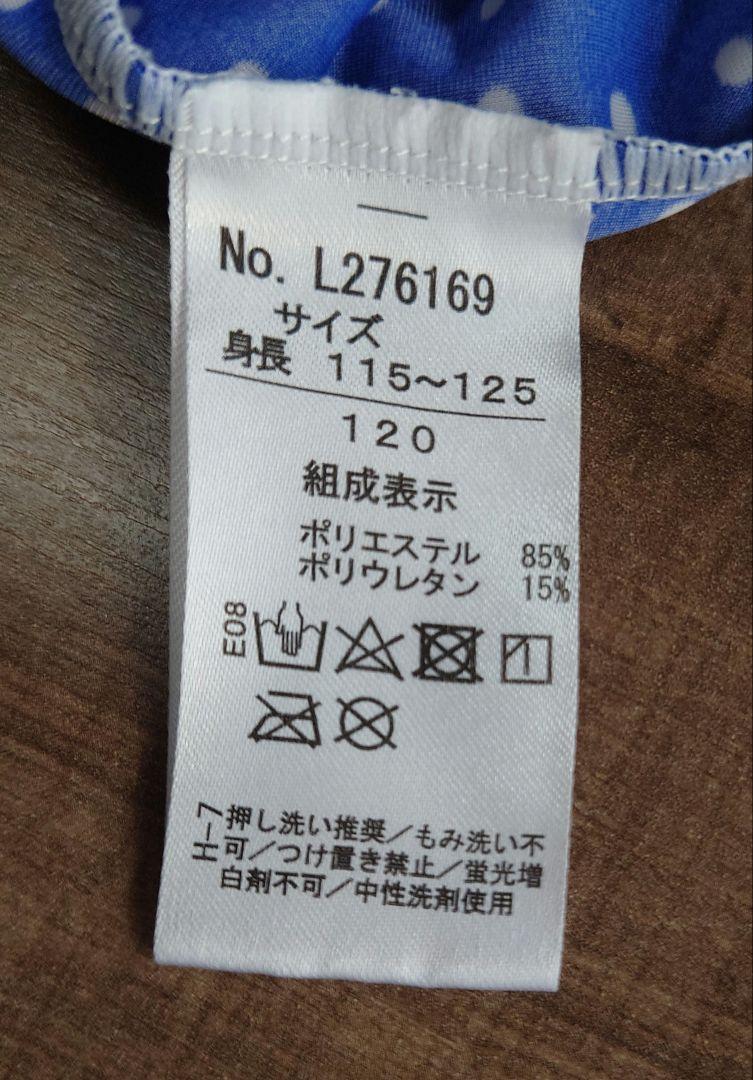 No. L276169
サイズ
身長 115～125
120
組成表示
ポリエステル 85%
ポリウレタン 15%
E08
H-7
押し洗い推奨／もみ洗い不
可／つけ置き禁止／蛍光増
白剤不可／中性洗剤使用